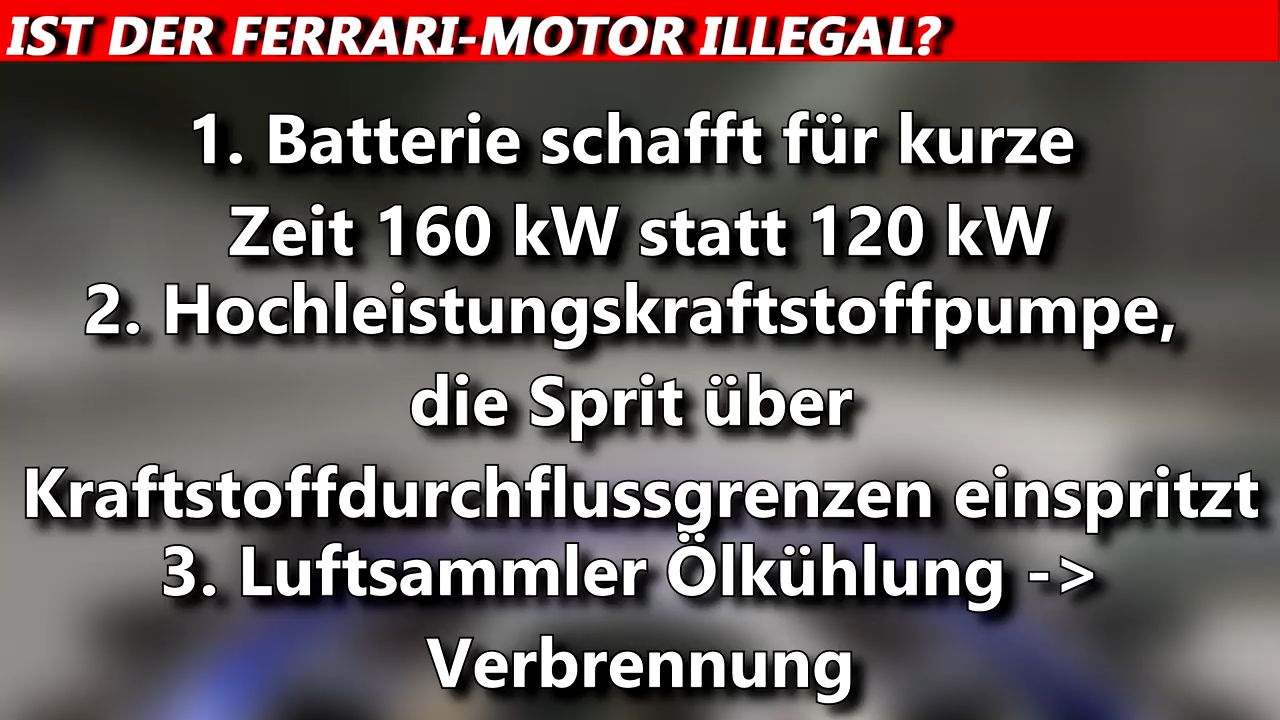 IST DER FERRARI-MOTOR ILLEGAL?
1. Batterie schafft für kurze
Zeit 160 kW statt 120 kW
2. Hochleistungskraftstoffpumpe,
die Sprit über
Kraftstoffdurchflussgrenzen einspritzt
3. Luftsammler Ölkühlung ->
Verbrennung